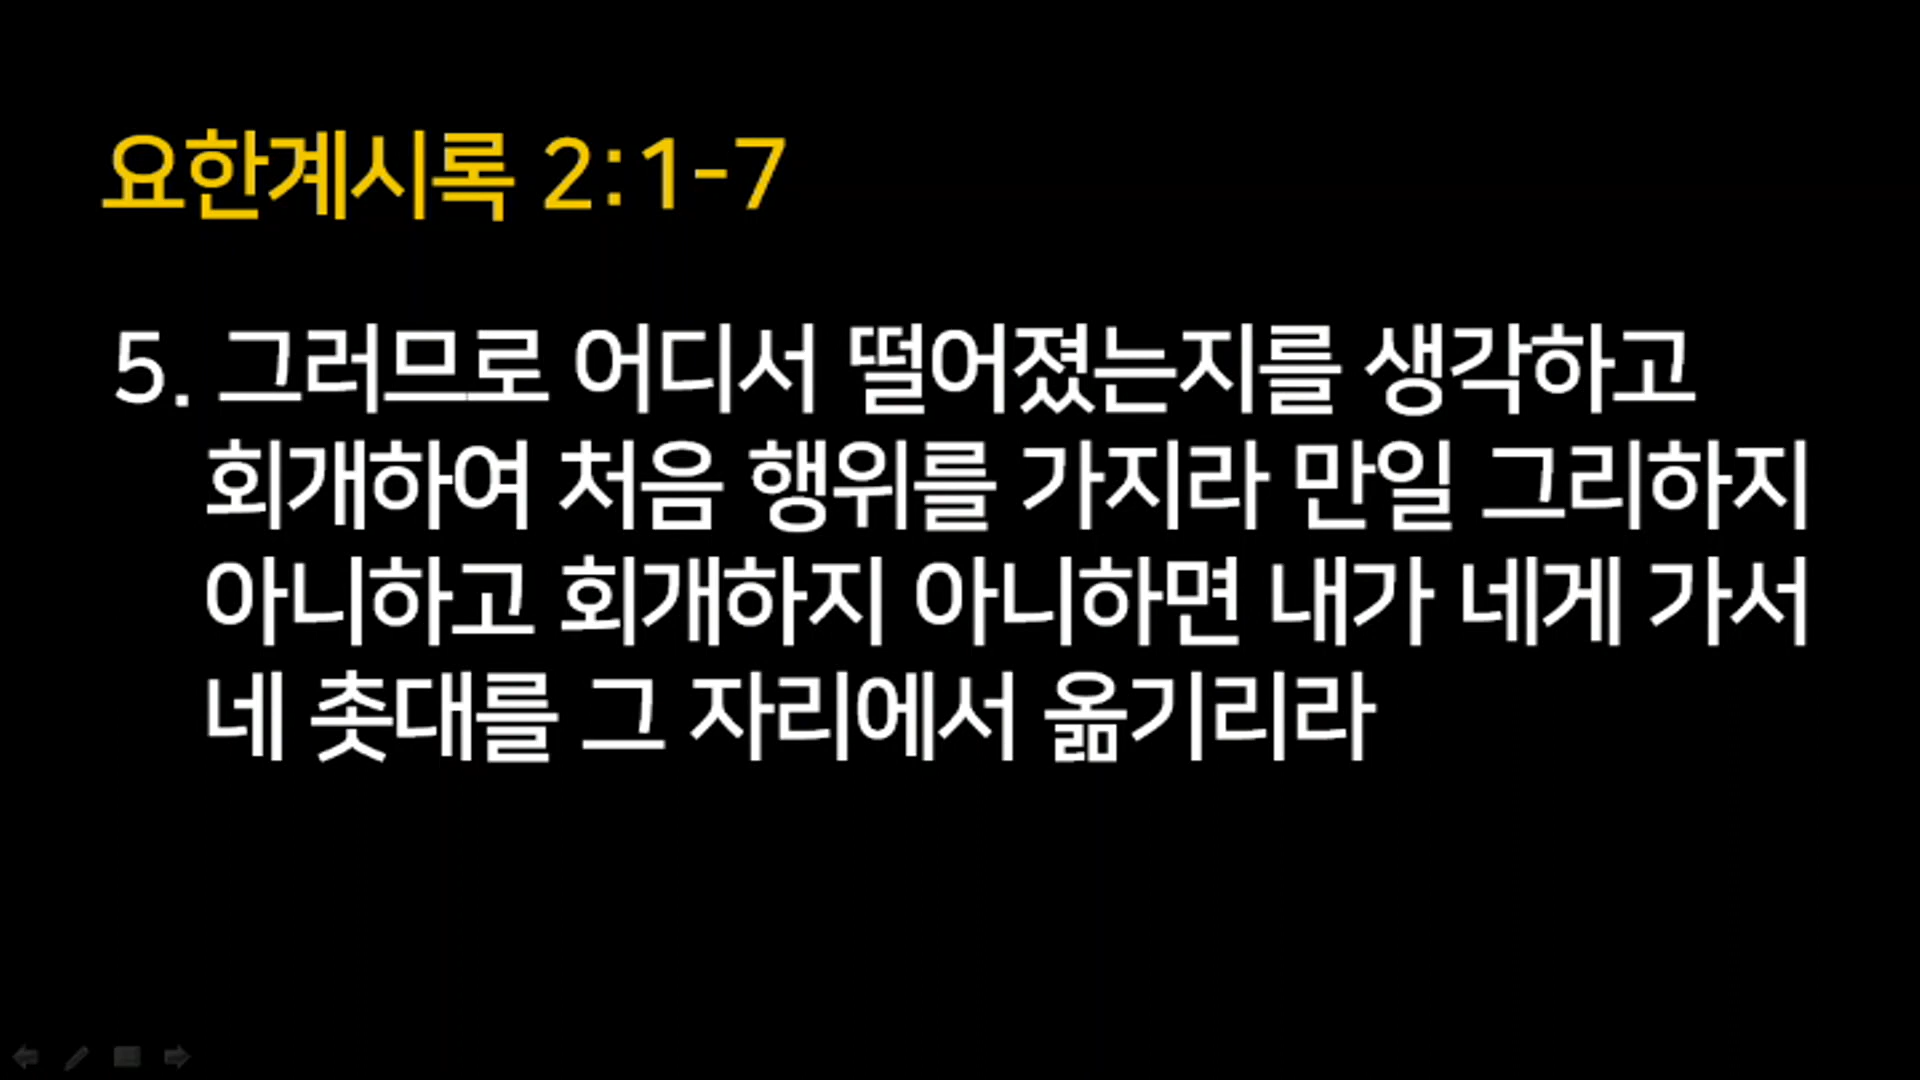 요한계시록 2:1-7
5. 그러므로 어디서 떨어졌는지를 생각하고
회개하여 처음 행위를 가지라 만일 그리하지
아니하고 회개하지 아니하면 내가 네게 가서
네 촛대를 그 자리에서 옮기리라